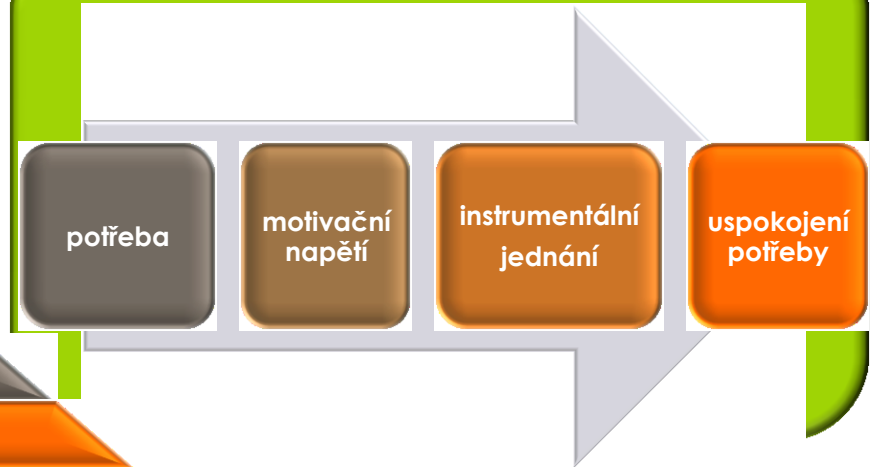 potřeba
motivační
napětí
instrumentální
jednání
uspokojení
potřeby